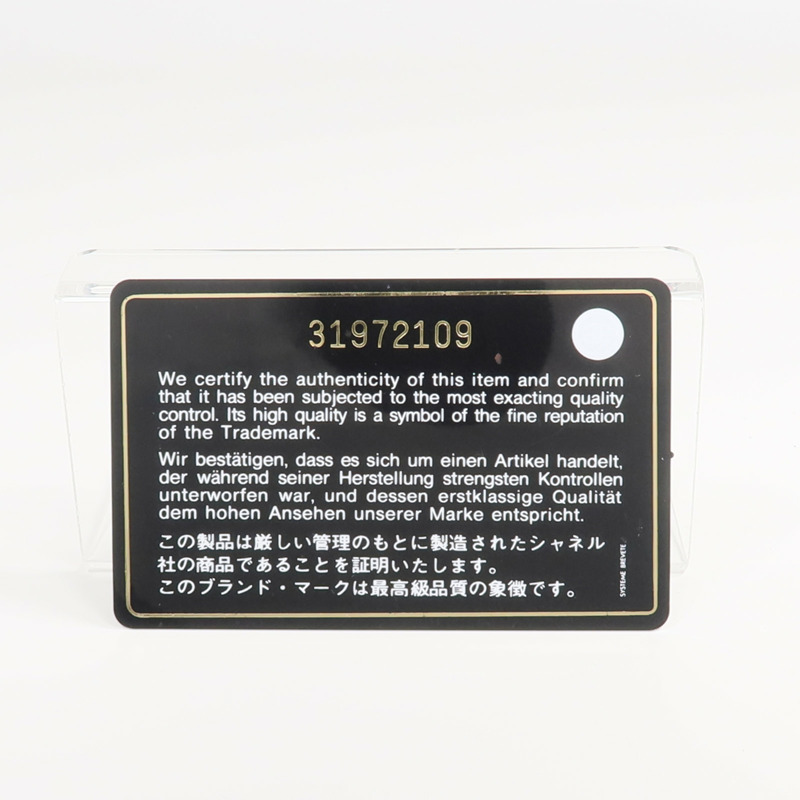 31972109
We certify the authenticity of this item and confirm
that it has been subjected to the most exacting quality
control. Its high quality is a symbol of the fine reputation
of the Trademark.
Wir bestätigen, dass es sich um einen Artikel handelt,
der während seiner Herstellung strengsten Kontrollen
unterworfen war, und dessen erstklassige Qualität
dem hohen Ansehen unserer Marke entspricht.
この製品は厳しい管理のもとに製造されたシャネル
社の商品であることを証明いたします。
このブランド・マークは最高級品質の象徴です。
SYSTEME BREVETE